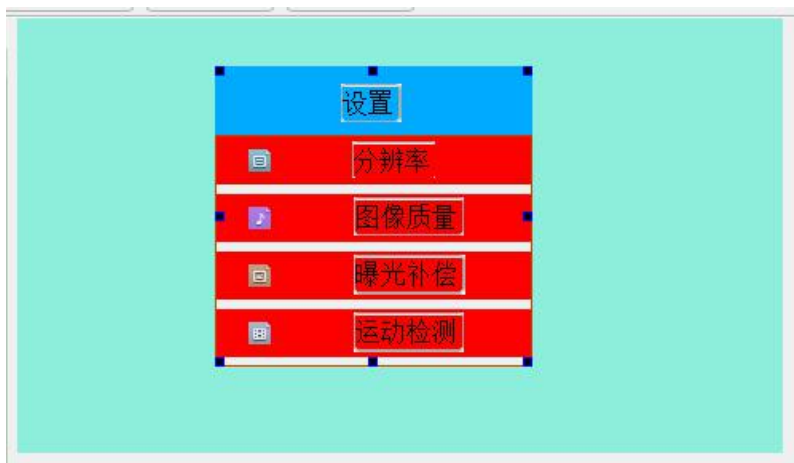 设置
分辨率
图像质量
曝光补偿
运动检测